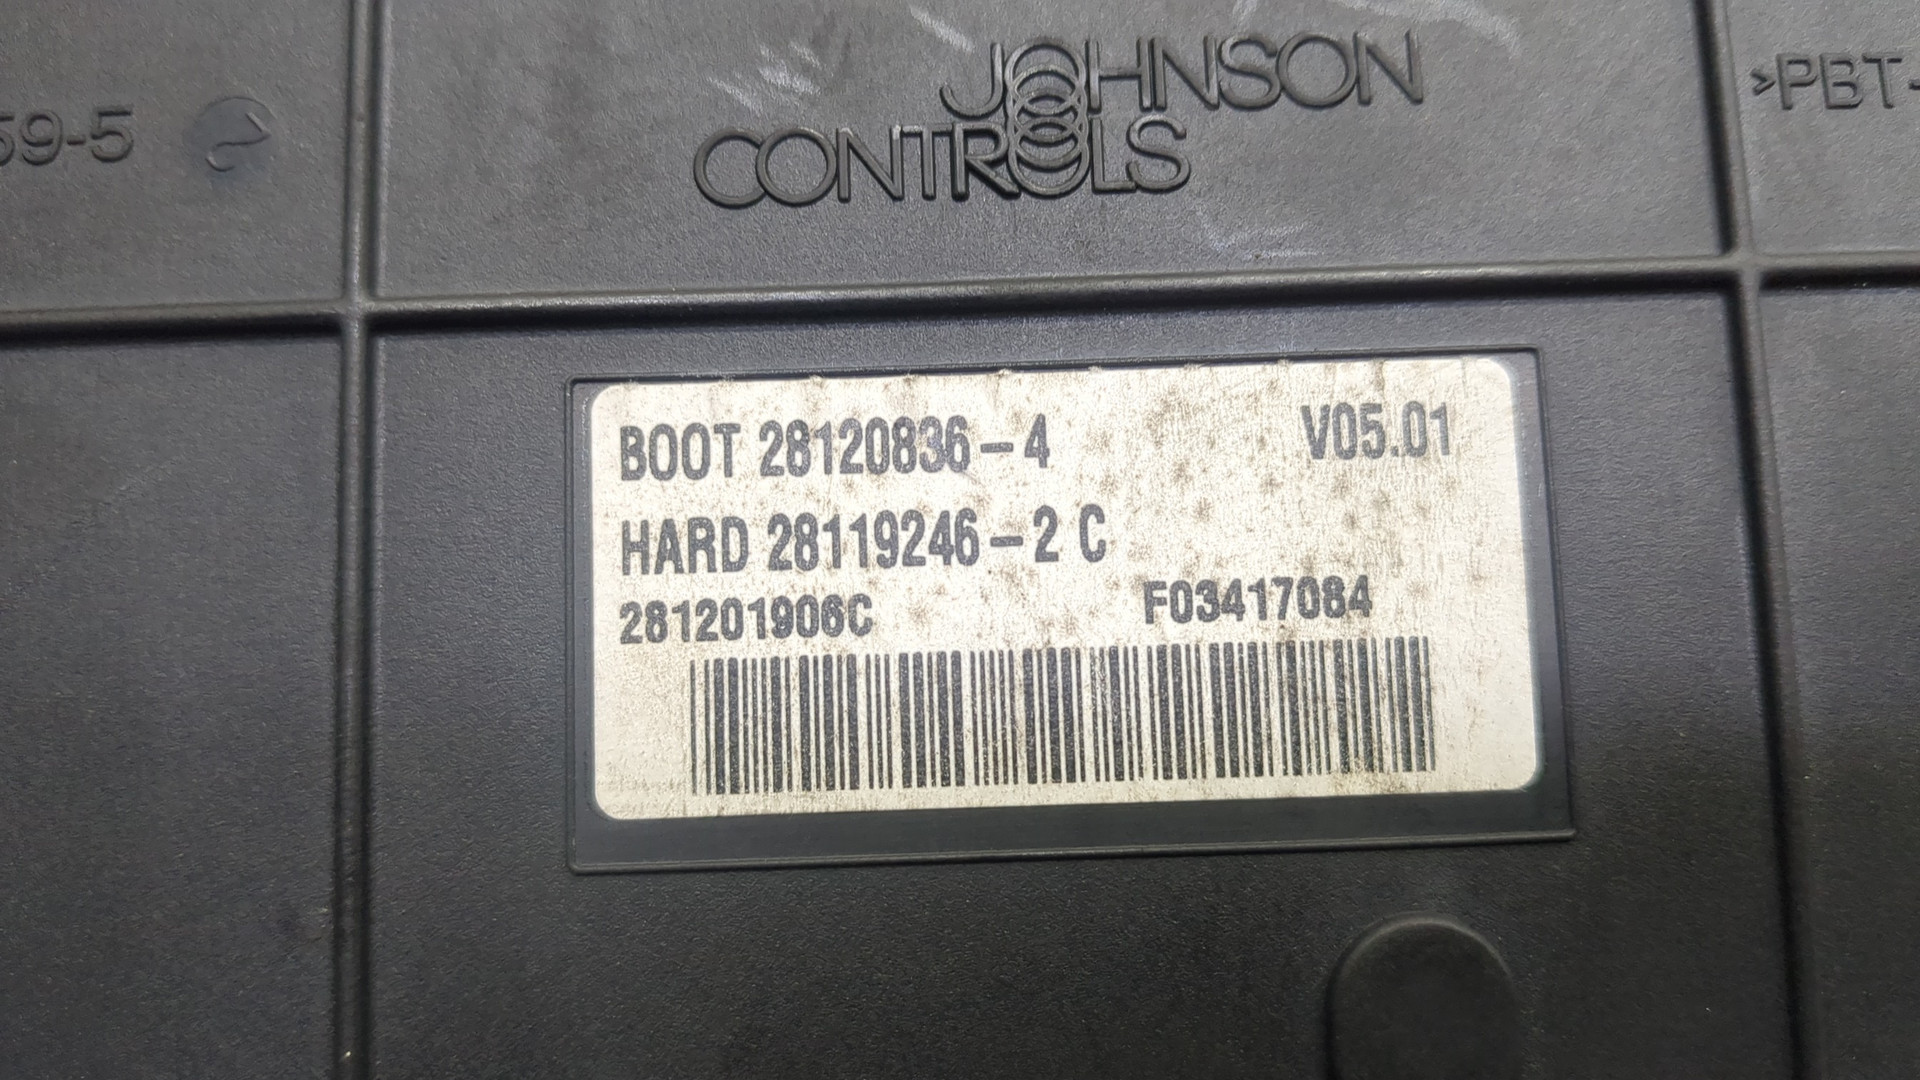 JOHNSON
CONTROLS
59-5
>PBT-
BOOT 28120836-4 V05.01
HARD 28119246-2 C
281201906C F03417084